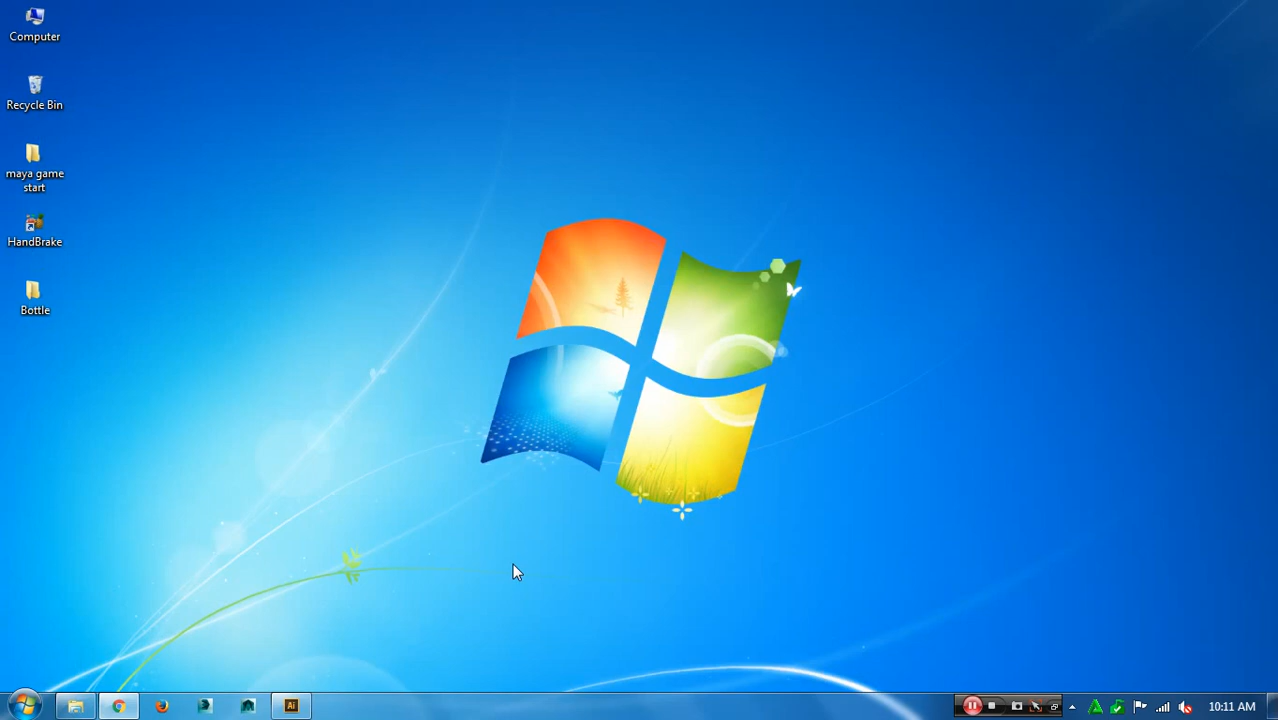 Computer
Recycle Bin
maya game
start
HandBrake
Bottle
Ai
10:11 AM